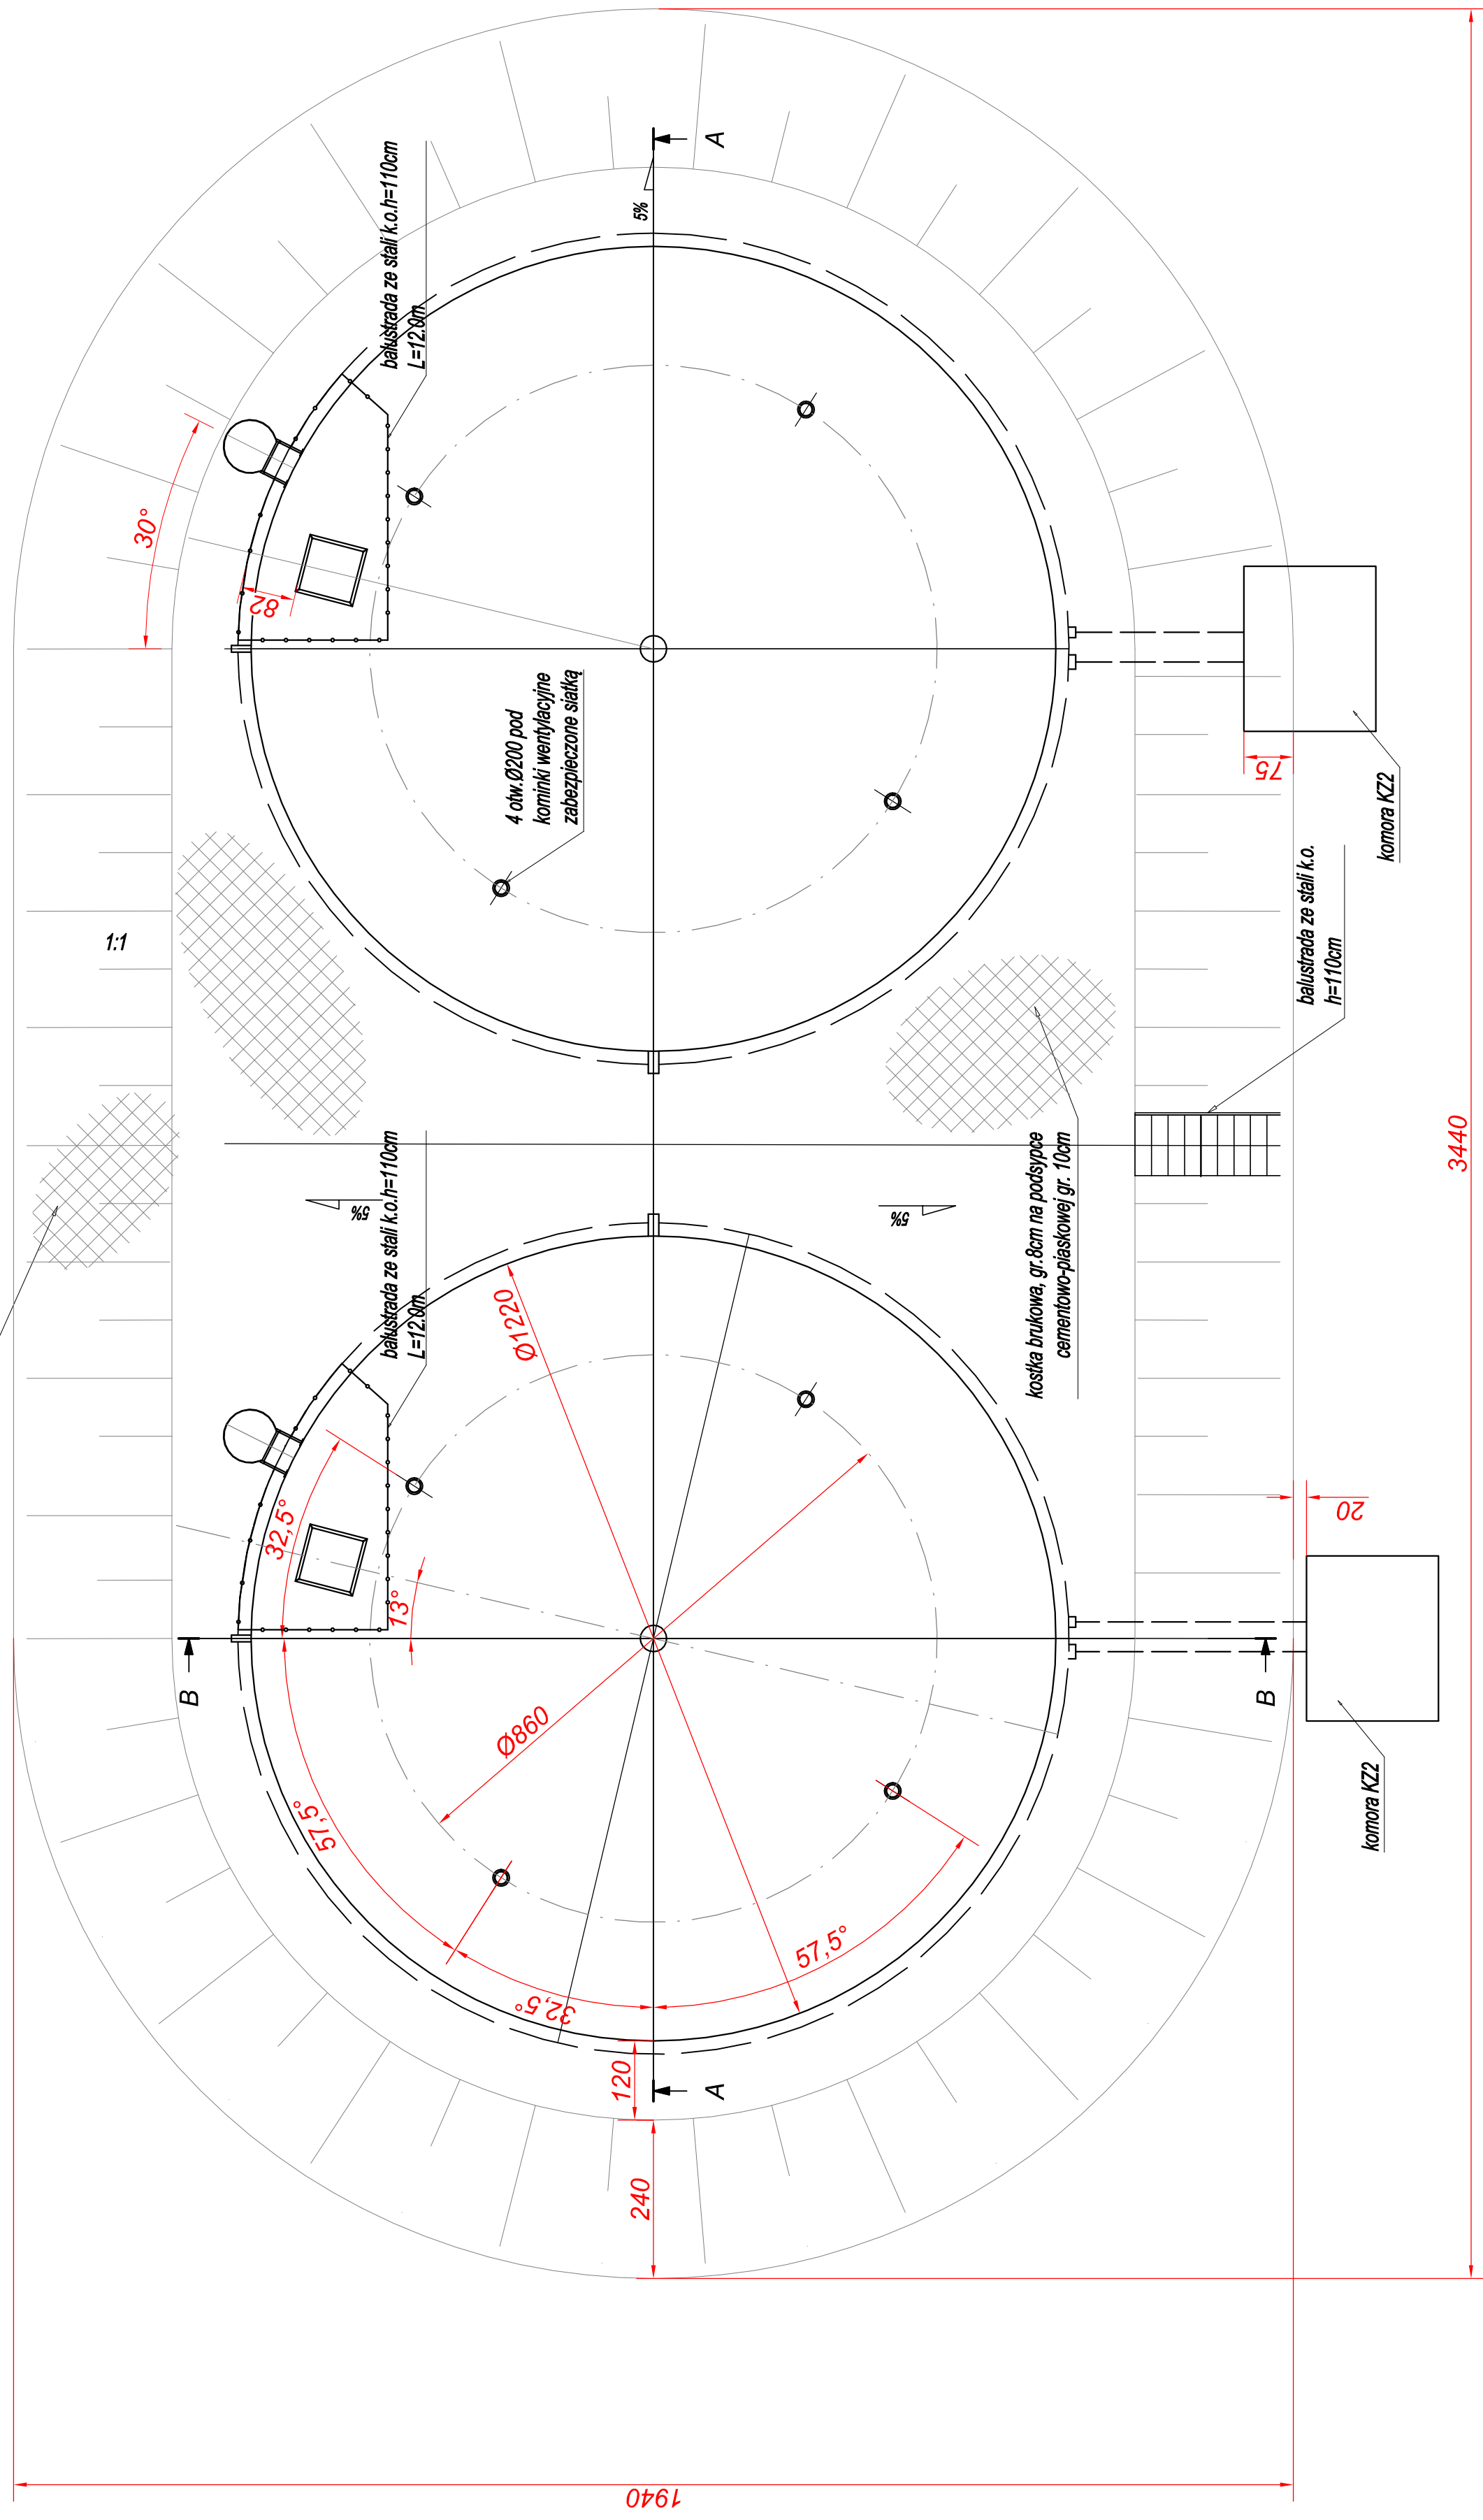 A
5%
balustrada ze stali k.o.h=110cm
L=12.0m
30°
82
4 otw.Ø200 pod
kominki wentylacyjne
zabezpieczone siatką
75
komora KZ2
1:1
balustrada ze stali k.o.
h=110cm
3440
balustrada ze stali k.o.h=110cm
L=12.0m
5%
5%
kostka brukowa, gr.8cm na podsypce
cementowo-piaskowej gr. 10cm
Ø1220
32,5°
13°
20
B
B
Ø860
57,5°
komora KZ2
57,5°
32,5°
120
A
240
1940